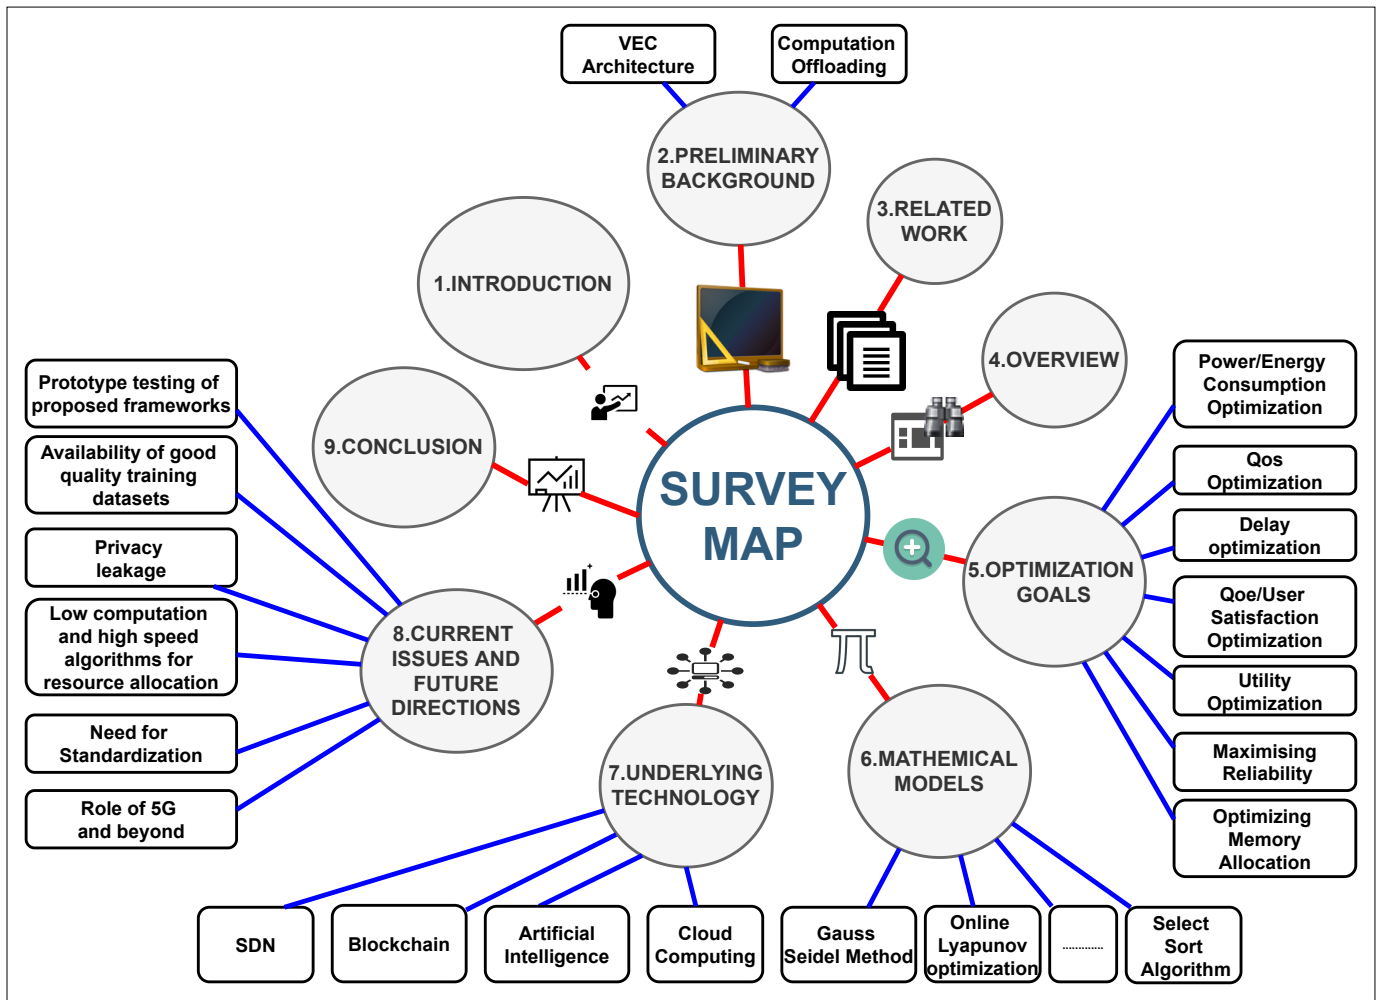 VEC
Architecture
Computation
Offloading
2.PRELIMINARY
BACKGROUND
3.RELATED
WORK
1.INTRODUCTION
4.OVERVIEW
9.CONCLUSION
SURVEY
MAP
5.OPTIMIZATION
GOALS
Power/Energy
Consumption
Optimization
Qos
Optimization
Delay
optimization
Qoe/User
Satisfaction
Optimization
Utility
Optimization
Maximising
Reliability
Optimizing
Memory
Allocation
Prototype testing of
proposed frameworks
Availability of good
quality training
datasets
Privacy
leakage
Low computation
and high speed
algorithms for
resource allocation
Need for
Standardization
Role of 5G
and beyond
8.CURRENT
ISSUES AND
FUTURE
DIRECTIONS
7.UNDERLYING
TECHNOLOGY
6.MATHEMICAL
MODELS
SDN
Blockchain
Artificial
Intelligence
Cloud
Computing
Gauss
Seidel Method
Online
Lyapunov
optimization
.............
Select
Sort
Algorithm